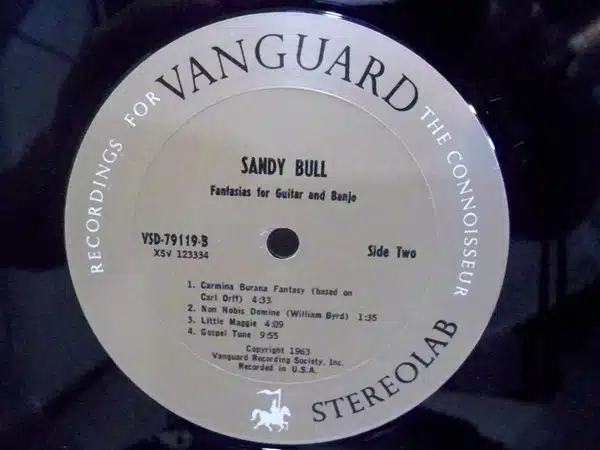 RECORDINGS FOR VANGUARD THE CONNOISSEUR
SANDY BULL
Fantasias for Guitar and Banjo
VSD-79119-B
XSV 123334
Side Two
1. Carmina Burana Fantasy (based on
Carl Orff) 4:33
2. Non Nobis Domine (William Byrd) 1:35
3. Little Maggie 4:09
4. Gospel Tune 9:55
Copyright 1963
Vanguard Recording Society, Inc.
Recorded in U.S.A.
STEREOLAB